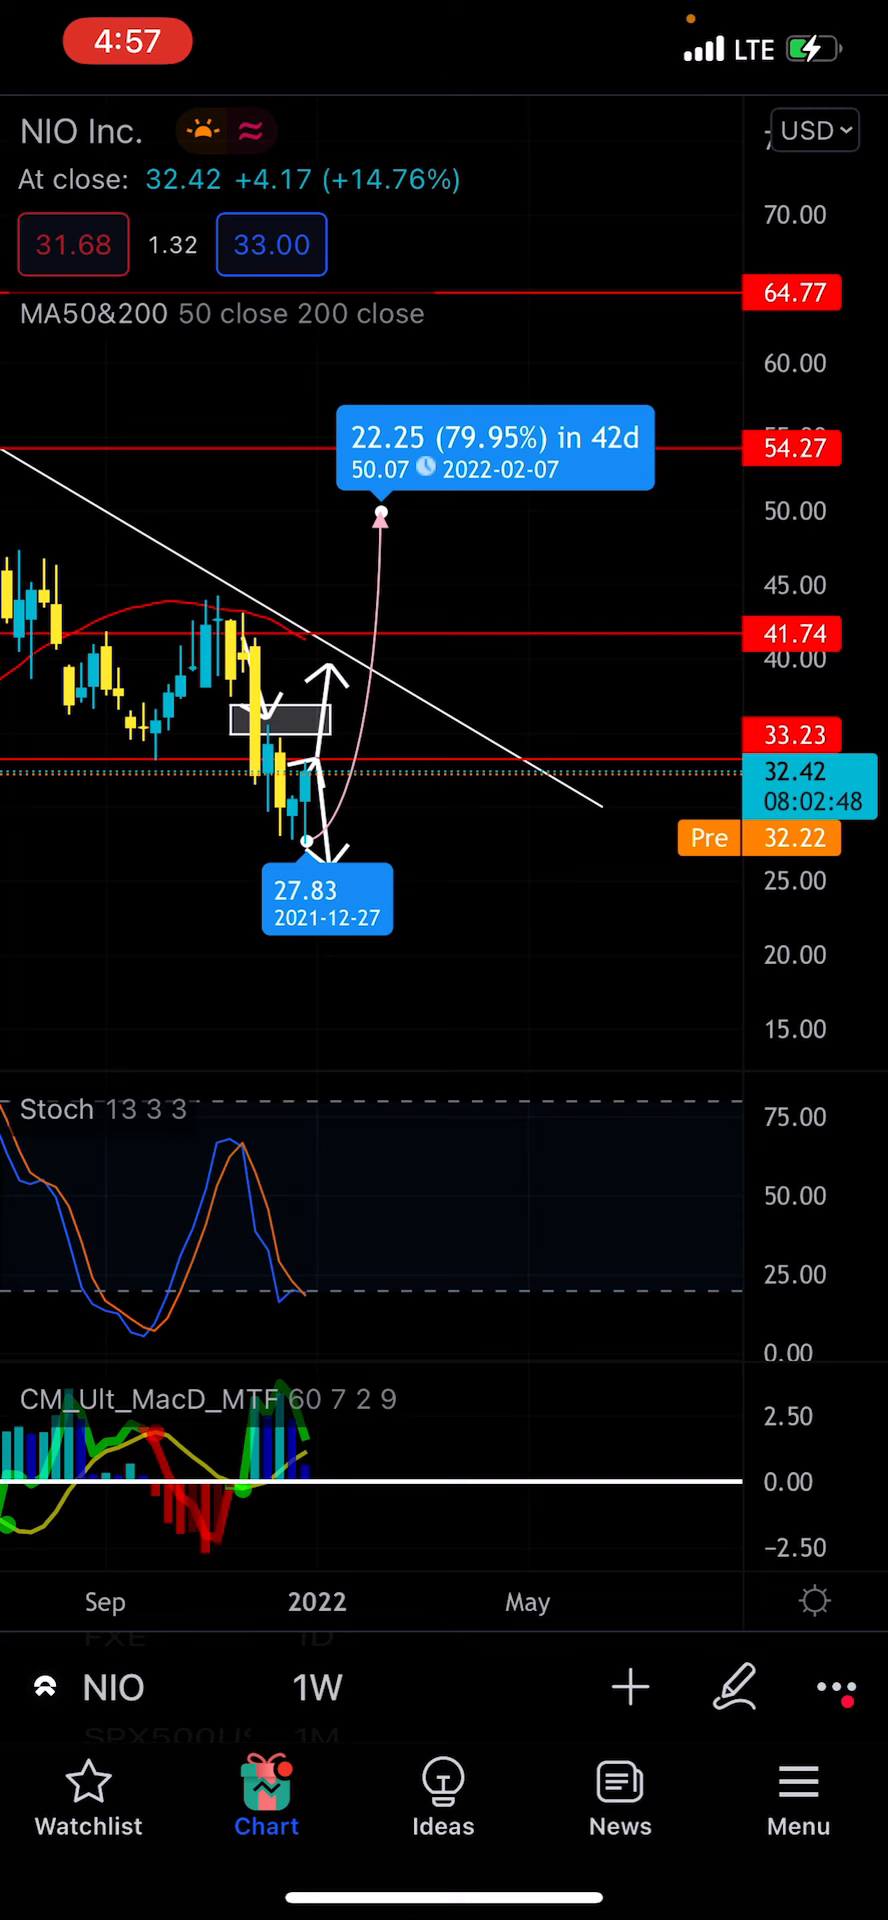 4:57
LTE
NIO Inc.
USD
At close: 32.42 +4.17 (+14.76%)
31.68 1.32 33.00
70.00
64.77
MA50&200 50 close 200 close
60.00
22.25 (79.95%) in 42d
50.07 2022-02-07
54.27
50.00
45.00
41.74
40.00
33.23
32.42
08:02:48
Pre 32.22
27.83
2021-12-27
25.00
20.00
15.00
Stoch 13 3 3
75.00
50.00
25.00
0.00
CM_Ult_MacD_MTF 60 7 2 9
2.50
0.00
−2.50
Sep 2022 May
FXE 1D
NIO 1W
1M
Watchlist Chart Ideas News Menu